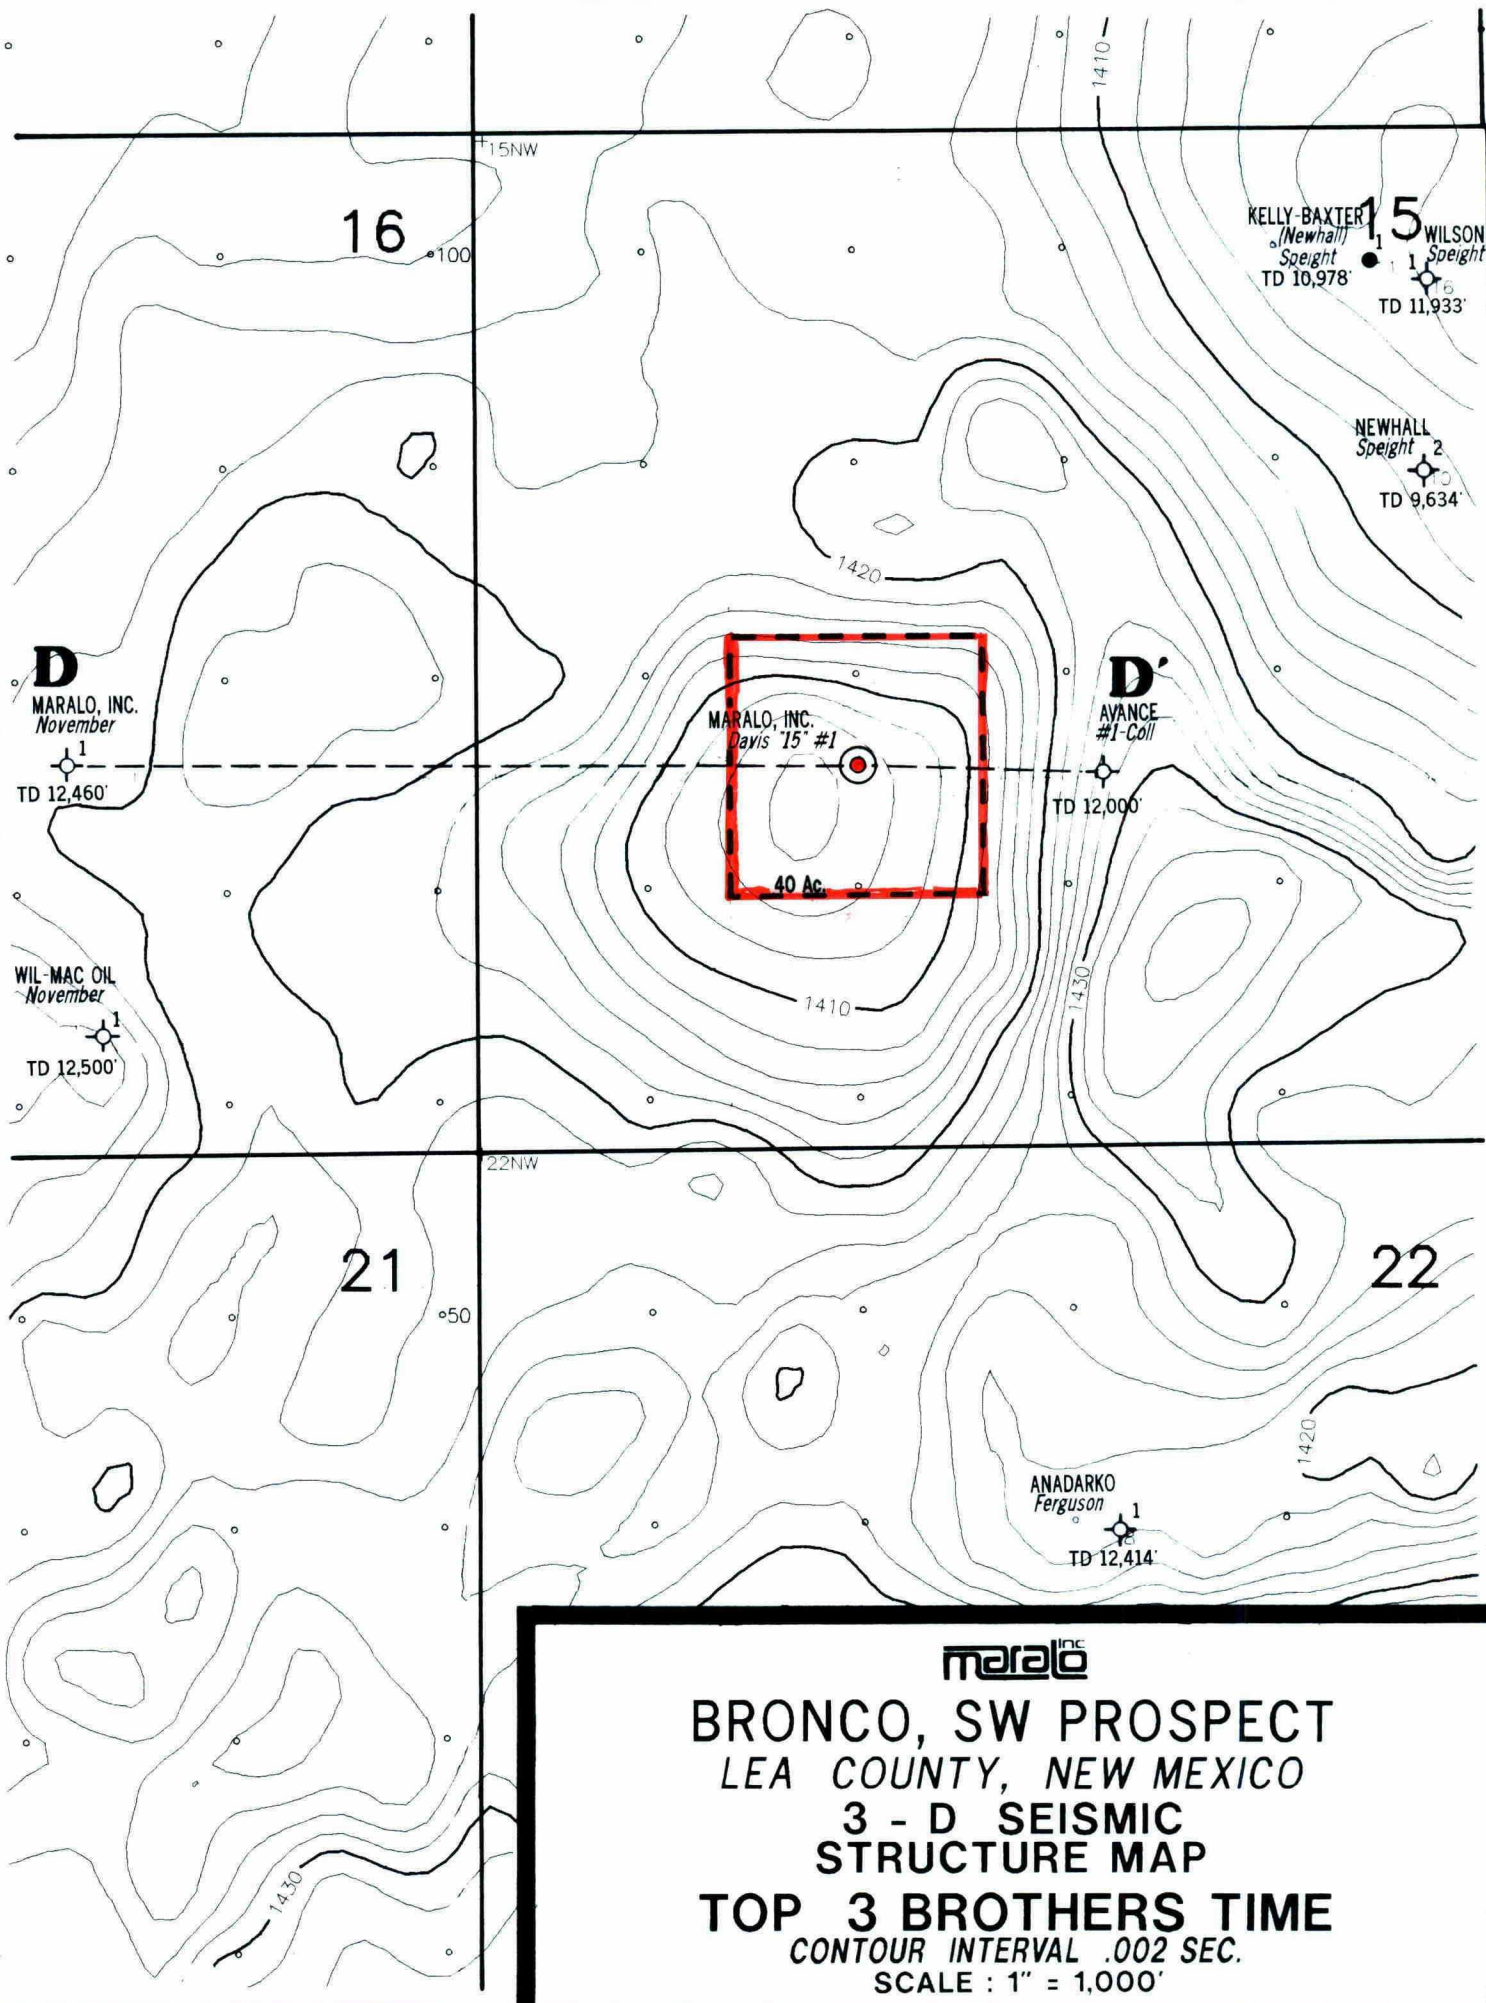 1410
15NW
16
100
15
KELLY-BAXTER
(Newhall)
Speight
1
TD 10,978'
WILSON
Speight
1
TD 11,933'
NEWHALL
Speight
2
TD 9,634'
1420
D
MARALO, INC.
November
1
TD 12,460'
MARALO, INC.
Davis "15" #1
D'
AVANCE
#1-Coll
TD 12,000'
40 Ac.
WIL-MAC OIL
November
1
TD 12,500'
1410
1430
22NW
21
22
50
1420
ANADARKO
Ferguson
1
TD 12,414'
1430
maralo inc
BRONCO, SW PROSPECT
LEA COUNTY, NEW MEXICO
3 - D SEISMIC
STRUCTURE MAP
TOP 3 BROTHERS TIME
CONTOUR INTERVAL .002 SEC.
SCALE : 1" = 1,000'